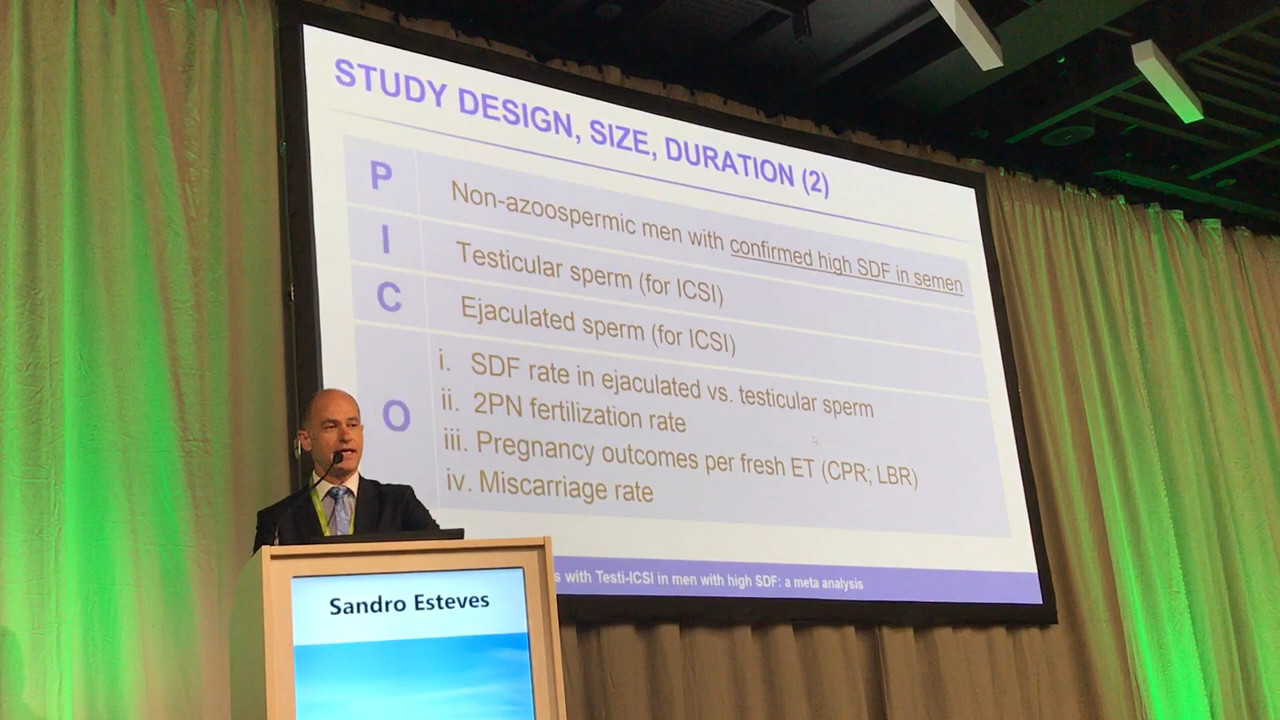 STUDY DESIGN, SIZE, DURATION (2)
P Non-azoospermic men with confirmed high SDF in semen
I Testicular sperm (for ICSI)
C Ejaculated sperm (for ICSI)
O
i. SDF rate in ejaculated vs. testicular sperm
ii. 2PN fertilization rate
iii. Pregnancy outcomes per fresh ET (CPR; LBR)
iv. Miscarriage rate
with Testi-ICSI in men with high SDF: a meta analysis
Sandro Esteves